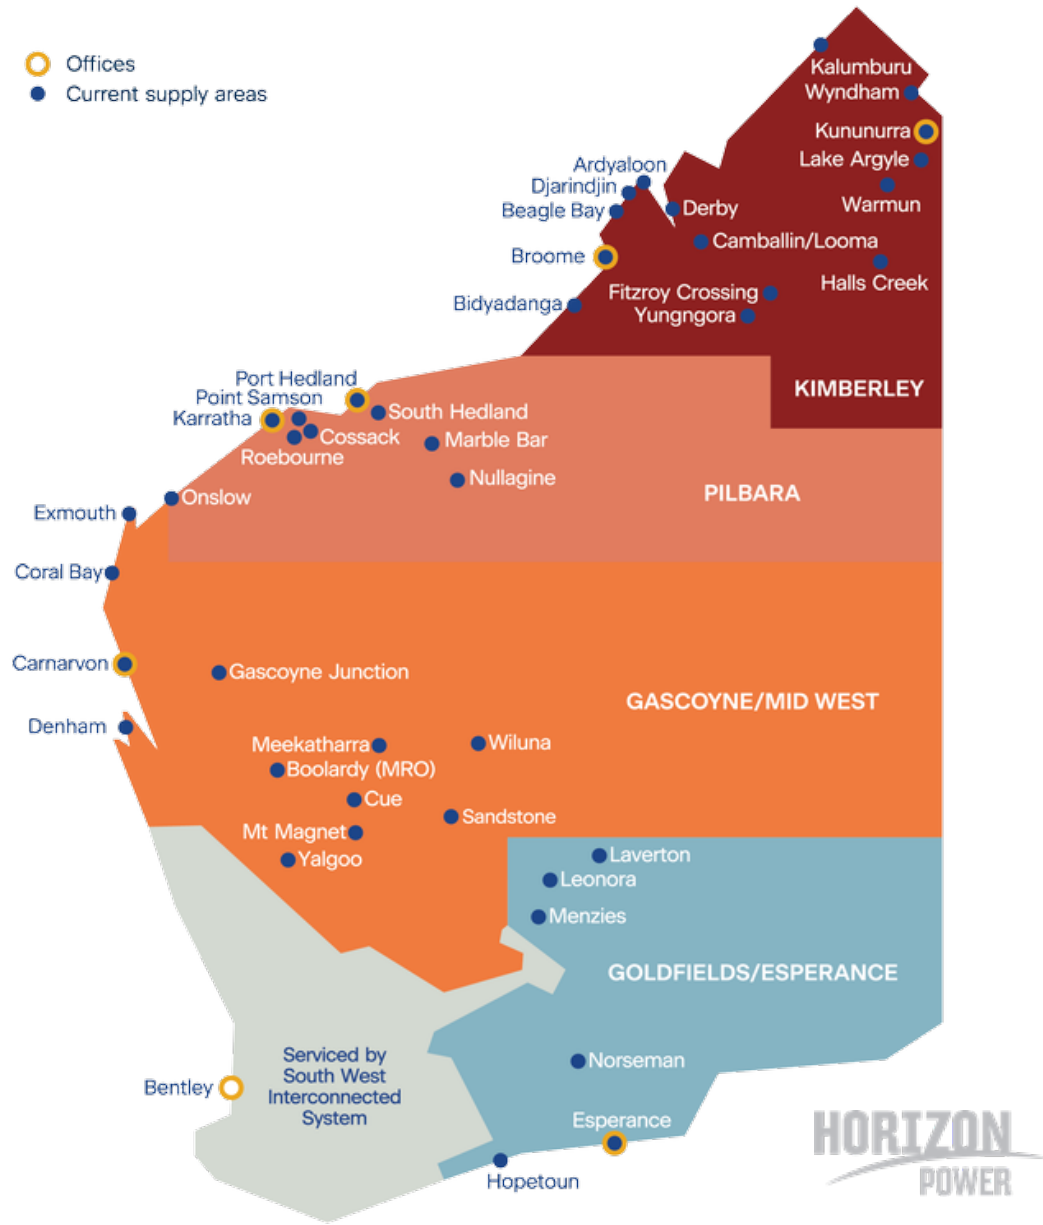 Offices
Current supply areas
Kalumburu
Wyndham
Kununurra
Lake Argyle
Warmun
Ardyaloon
Djarindjin
Beagle Bay
Derby
Camballin/Looma
Broome
Halls Creek
Fitzroy Crossing
Bidyadanga
Yungngora
KIMBERLEY
Port Hedland
Point Samson
Karratha
South Hedland
Cossack
Marble Bar
Roebourne
Nullagine
PILBARA
Onslow
Exmouth
Coral Bay
Carnarvon
Gascoyne Junction
GASCOYNE/MID WEST
Denham
Meekatharra
Wiluna
Boolardy (MRO)
Cue
Sandstone
Mt Magnet
Yalgoo
Laverton
Leonora
Menzies
GOLDFIELDS/ESPERANCE
Serviced by
South West
Interconnected
System
Norseman
Bentley
Esperance
Hopetoun
HORIZON
POWER